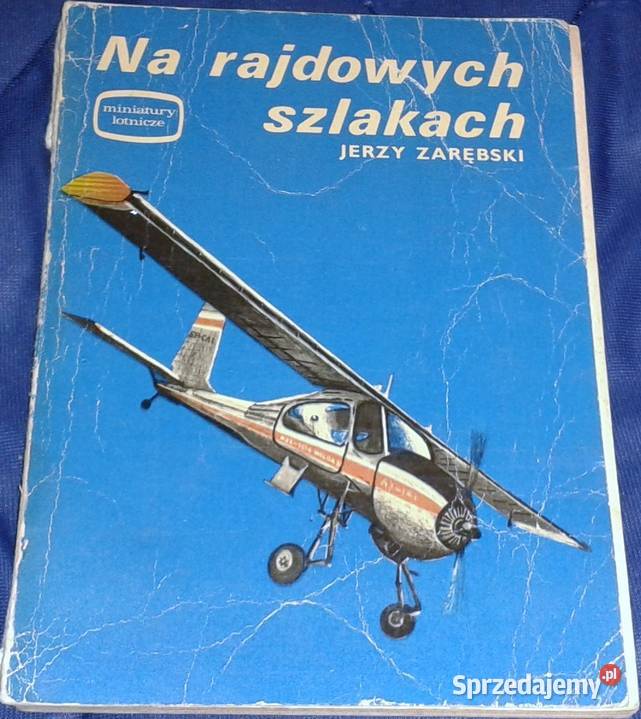 Na rajdowych
szlakach
miniatury
lotnicze
JERZY ZARĘBSKI
Sprzedajemy.pl